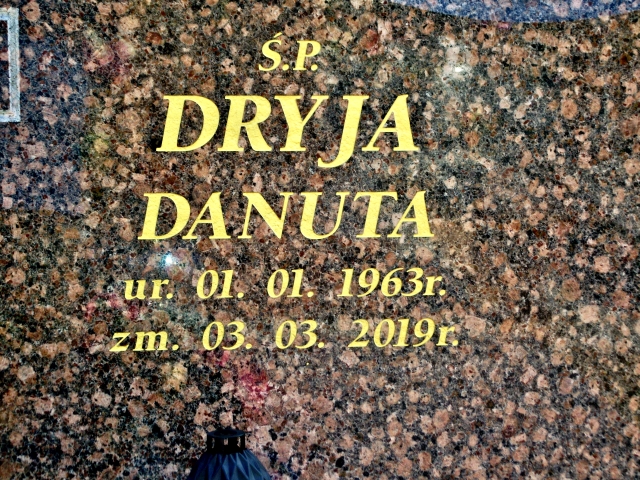 Ś.P.
DRYJA
DANUTA
ur. 01. 01. 1963r.
zm. 03. 03. 2019r.